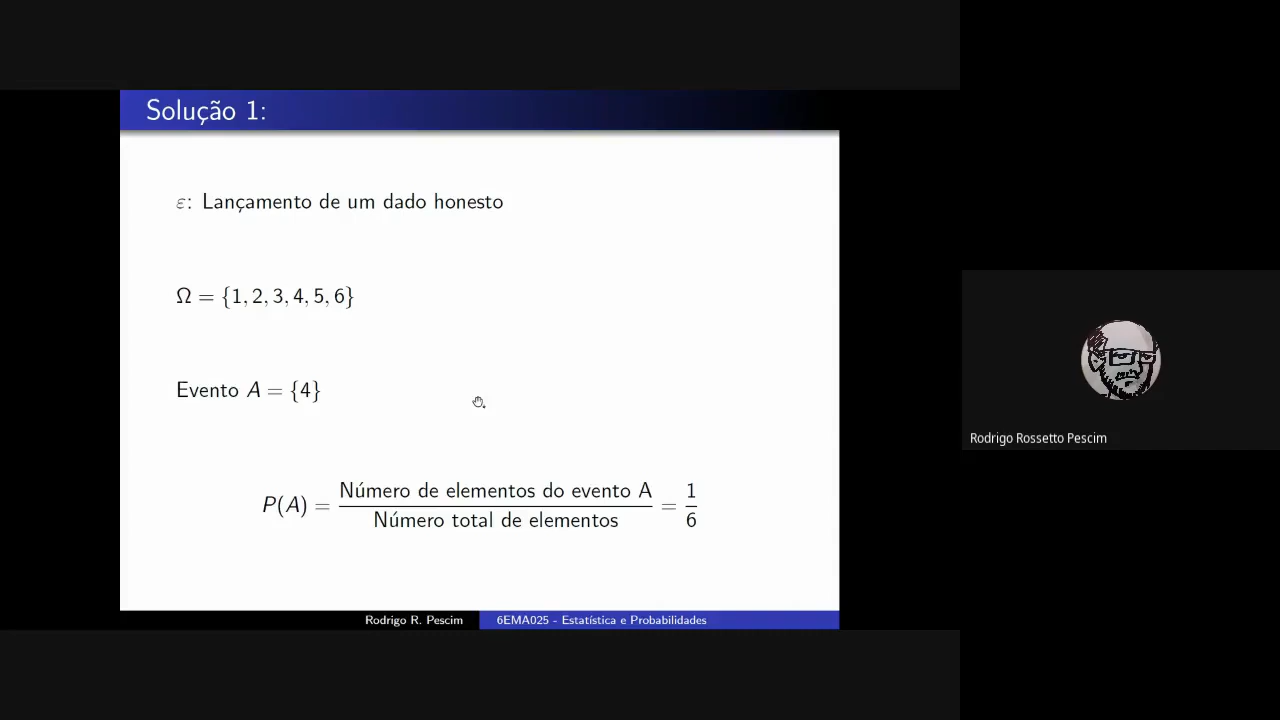 Solução 1:
ε: Lançamento de um dado honesto
Ω = {1, 2, 3, 4, 5, 6}
Evento A = {4}
P(A) = Número de elementos do evento A / Número total de elementos = 1/6
Rodrigo R. Pescim
6EMA025 - Estatística e Probabilidades
Rodrigo Rossetto Pescim